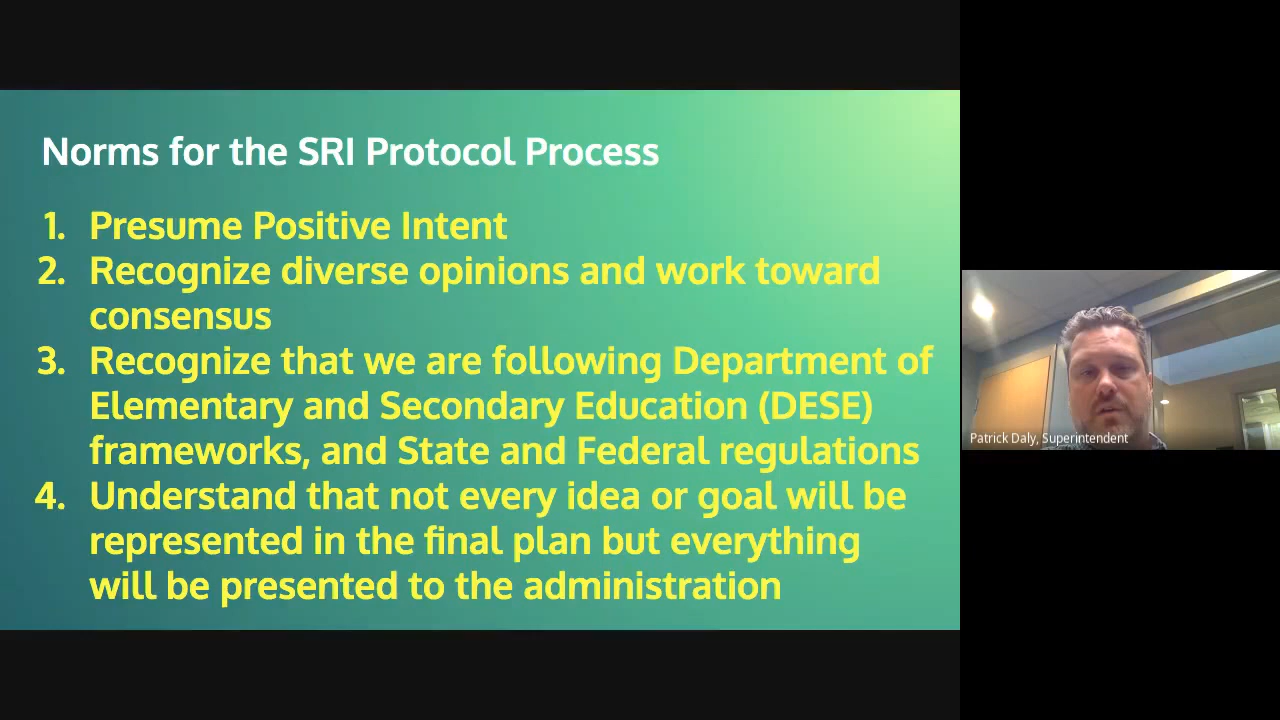 Norms for the SRI Protocol Process
1. Presume Positive Intent
2. Recognize diverse opinions and work toward
consensus
3. Recognize that we are following Department of
Elementary and Secondary Education (DESE)
frameworks, and State and Federal regulations
4. Understand that not every idea or goal will be
represented in the final plan but everything
will be presented to the administration
Patrick Daly, Superintendent